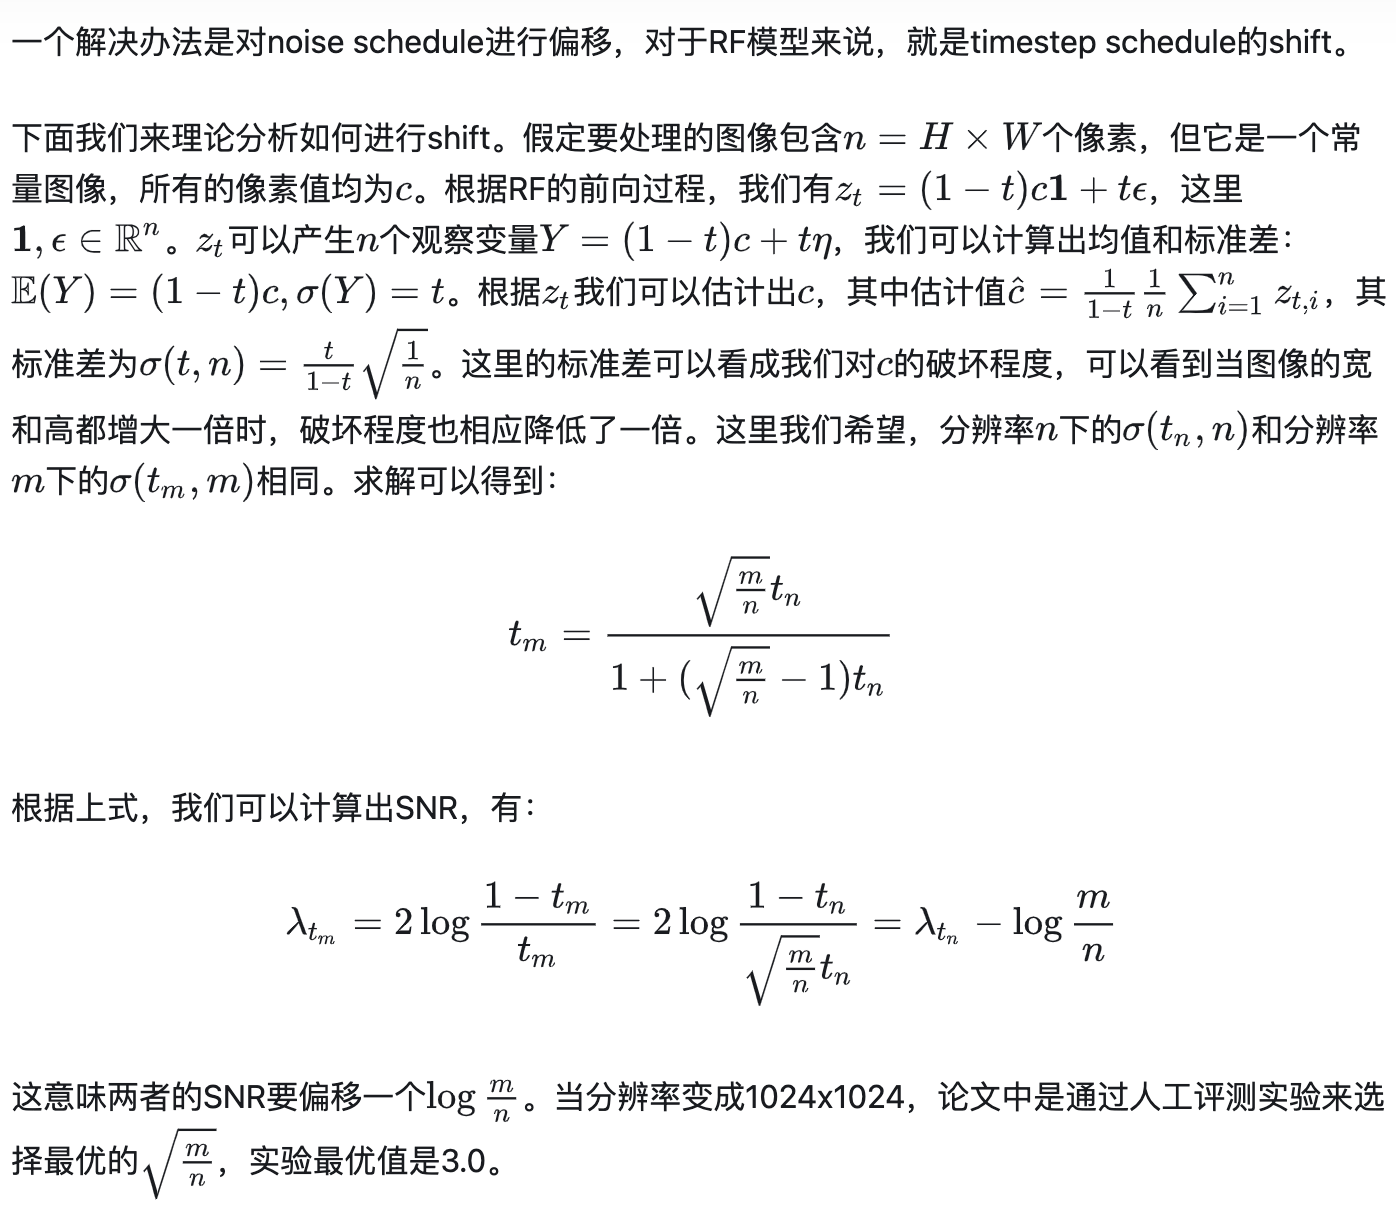 一个解决办法是对noise schedule进行偏移，对于RF模型来说，就是timestep schedule的shift。
下面我们来理论分析如何进行shift。假定要处理的图像包含$n = H \times W$个像素，但它是一个常
量图像，所有的像素值均为$c$。根据RF的前向过程，我们有$z_t = (1-t)c\mathbf{1} + t\epsilon$，这里
$\mathbf{1}, \epsilon \in \mathbb{R}^n$。$z_t$可以产生$n$个观察变量$Y = (1-t)c + t\eta$，我们可以计算出均值和标准差：
$\mathbb{E}(Y) = (1-t)c, \sigma(Y) = t$。根据$z_t$我们可以估计出$c$，其中估计值$\hat{c} = \frac{1}{1-t}\frac{1}{n}\sum_{i=1}^{n} z_{t,i}$，其
标准差为$\sigma(t,n) = \frac{t}{1-t}\sqrt{\frac{1}{n}}$。这里的标准差可以看成我们对$c$的破坏程度，可以看到当图像的宽
和高都增大一倍时，破坏程度也相应降低了一倍。这里我们希望，分辨率$n$下的$\sigma(t_n,n)$和分辨率
$m$下的$\sigma(t_m,m)$相同。求解可以得到：
$t_m = \frac{\sqrt{\frac{m}{n}}t_n}{1+(\sqrt{\frac{m}{n}}-1)t_n}$
根据上式，我们可以计算出SNR，有：
$\lambda_{t_m} = 2\log\frac{1-t_m}{t_m} = 2\log\frac{1-t_n}{\sqrt{\frac{m}{n}}t_n} = \lambda_{t_n} - \log\frac{m}{n}$
这意味两者的SNR要偏移一个$\log\frac{m}{n}$。当分辨率变成1024x1024，论文中是通过人工评测实验来选
择最优的$\sqrt{\frac{m}{n}}$，实验最优值是3.0。